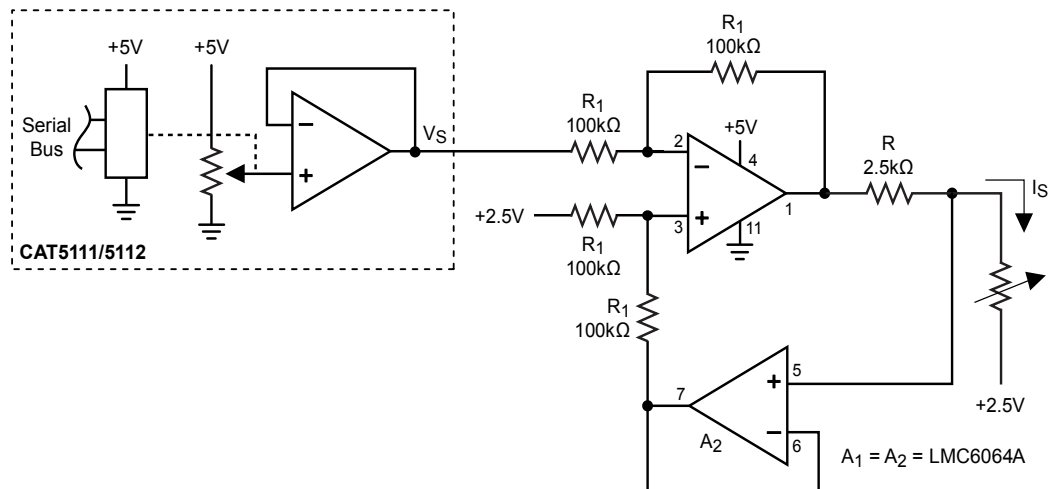 +5V
+5V
Serial
Bus
−
+
CAT5111/5112
VS
R1
100kΩ
R1
100kΩ
+5V
2
−
4
3
+
11
1
+2.5V
R1
100kΩ
R
2.5kΩ
IS
R1
100kΩ
+2.5V
7
+
5
−
6
A2
A1 = A2 = LMC6064A